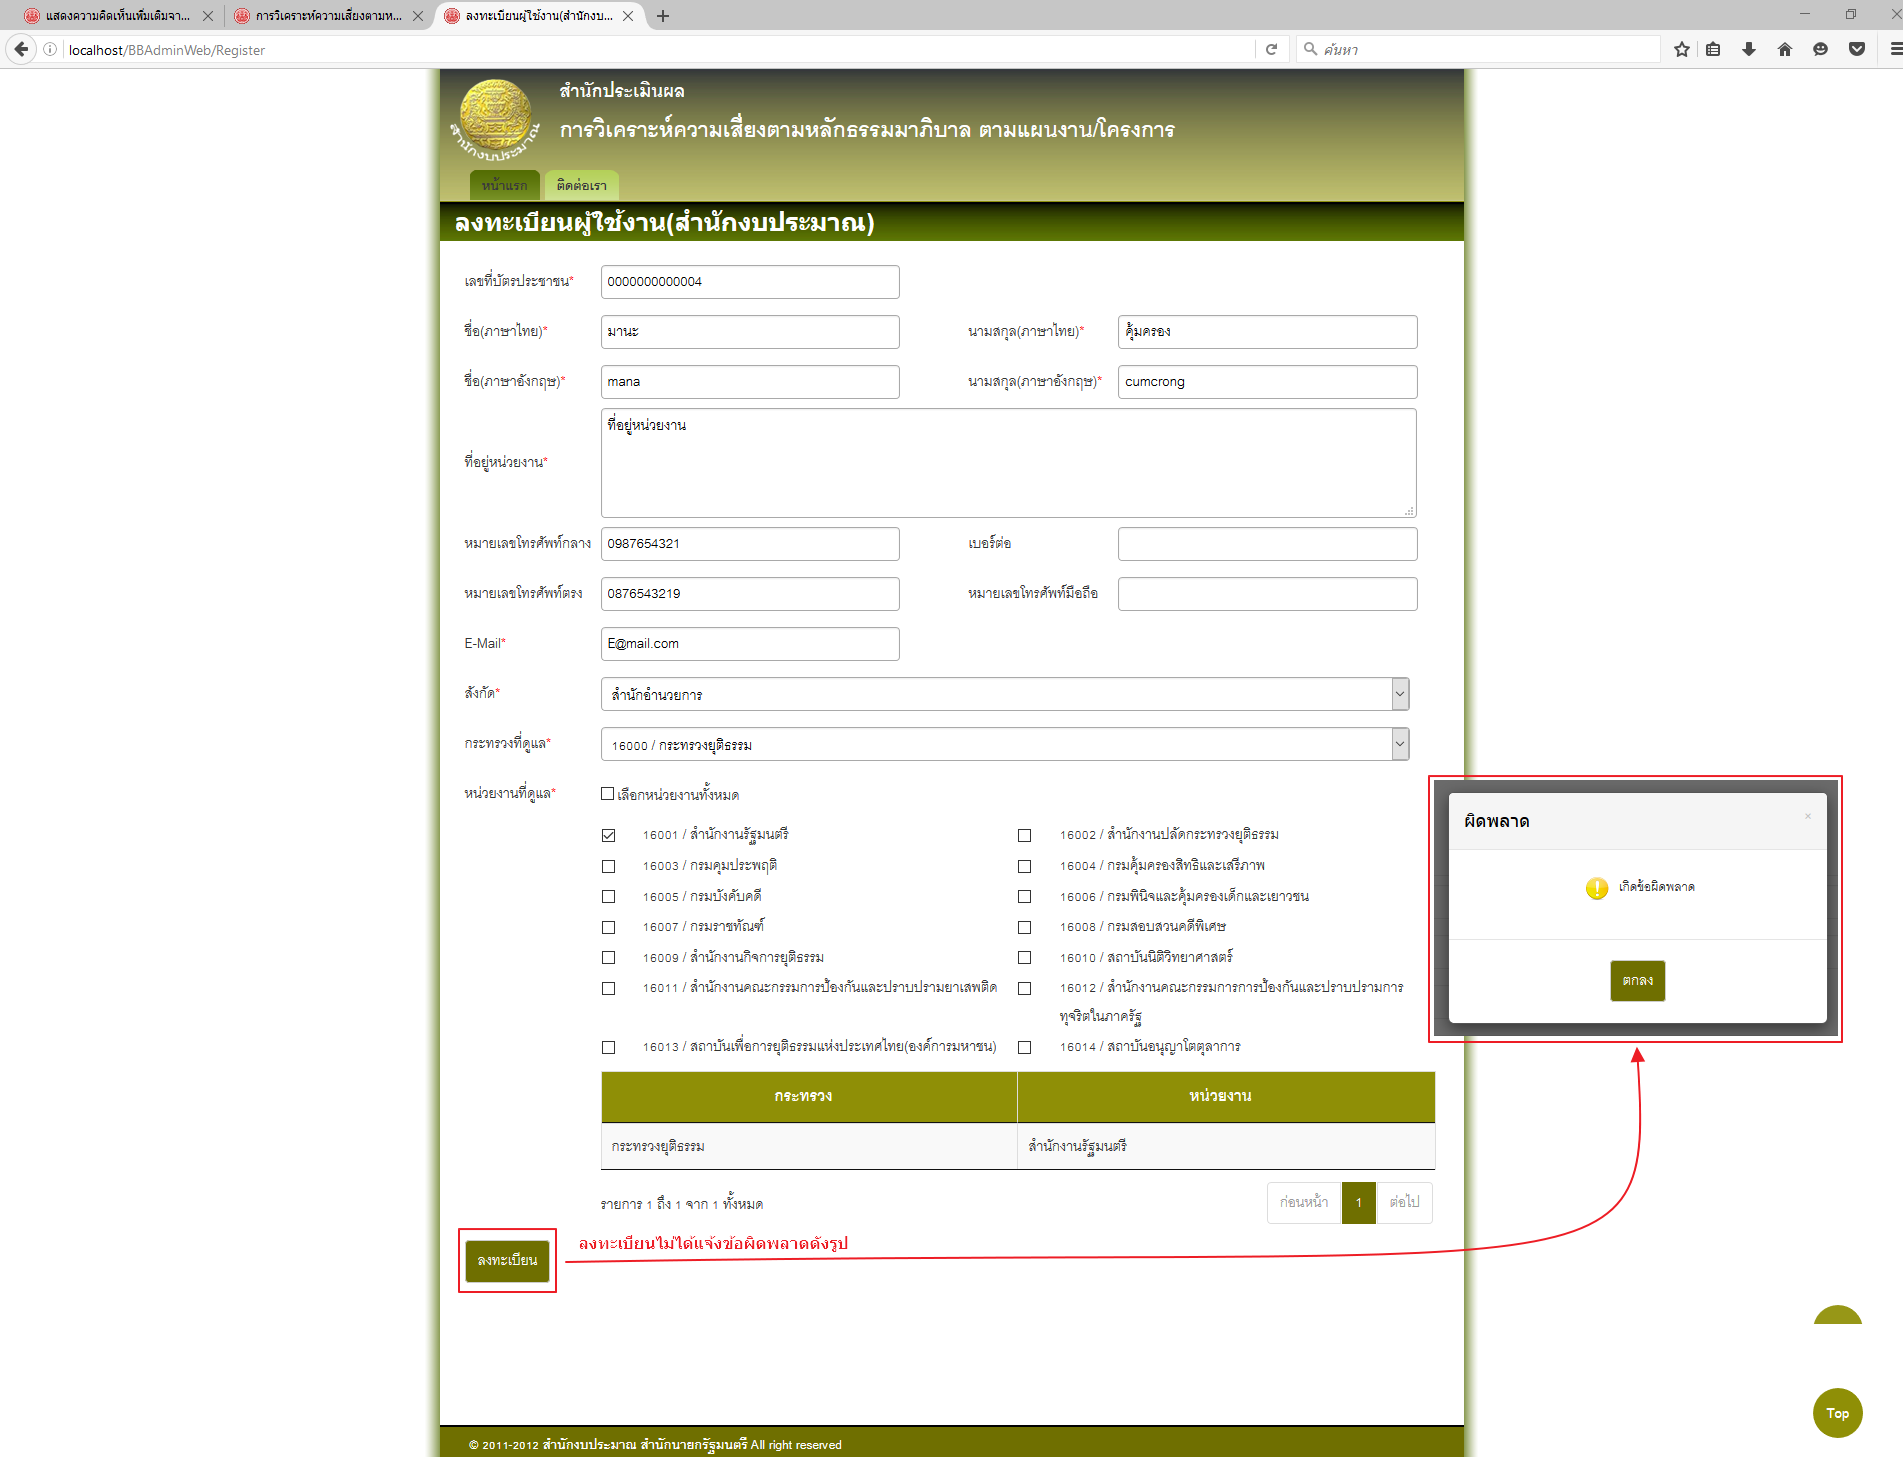 แสดงความคิดเห็นเพิ่มเติมจา...
การวิเคราะห์ความเสี่ยงตามห...
ลงทะเบียนผู้ใช้งาน(สำนักงบ...
localhost/BBAdminWeb/Register
ค้นหา
สำนักงบประมาณ
สำนักประเมินผล
การวิเคราะห์ความเสี่ยงตามหลักธรรมมาภิบาล ตามแผนงาน/โครงการ
หน้าแรก ติดต่อเรา
ลงทะเบียนผู้ใช้งาน(สำนักงบประมาณ)
เลขที่บัตรประชาชน* 0000000000004
ชื่อ(ภาษาไทย)* มานะ นามสกุล(ภาษาไทย)* คุ้มครอง
ชื่อ(ภาษาอังกฤษ)* mana นามสกุล(ภาษาอังกฤษ)* cumcrong
ที่อยู่หน่วยงาน* ที่อยู่หน่วยงาน
หมายเลขโทรศัพท์กลาง 0987654321 เบอร์ต่อ
หมายเลขโทรศัพท์ตรง 0876543219 หมายเลขโทรศัพท์มือถือ
E-Mail* E@mail.com
สังกัด* สำนักอำนวยการ
กระทรวงที่ดูแล* 16000 / กระทรวงยุติธรรม
หน่วยงานที่ดูแล* เลือกหน่วยงานทั้งหมด
16001 / สำนักงานรัฐมนตรี 16002 / สำนักงานปลัดกระทรวงยุติธรรม
16003 / กรมคุมประพฤติ 16004 / กรมคุ้มครองสิทธิและเสรีภาพ
16005 / กรมบังคับคดี 16006 / กรมพินิจและคุ้มครองเด็กและเยาวชน
16007 / กรมราชทัณฑ์ 16008 / กรมสอบสวนคดีพิเศษ
16009 / สำนักงานกิจการยุติธรรม 16010 / สถาบันนิติวิทยาศาสตร์
16011 / สำนักงานคณะกรรมการป้องกันและปราบปรามยาเสพติด 16012 / สำนักงานคณะกรรมการการป้องกันและปราบปรามการ
ทุจริตในภาครัฐ
16013 / สถาบันเพื่อการยุติธรรมแห่งประเทศไทย(องค์การมหาชน) 16014 / สถาบันอนุญาโตตุลาการ
กระทรวง หน่วยงาน
กระทรวงยุติธรรม สำนักงานรัฐมนตรี
รายการ 1 ถึง 1 จาก 1 ทั้งหมด ก่อนหน้า 1 ต่อไป
ลงทะเบียน
ลงทะเบียนไม่ได้แจ้งข้อผิดพลาดดังรูป
ผิดพลาด ×
เกิดข้อผิดพลาด
ตกลง
Top
© 2011-2012 สำนักงบประมาณ สำนักนายกรัฐมนตรี All right reserved